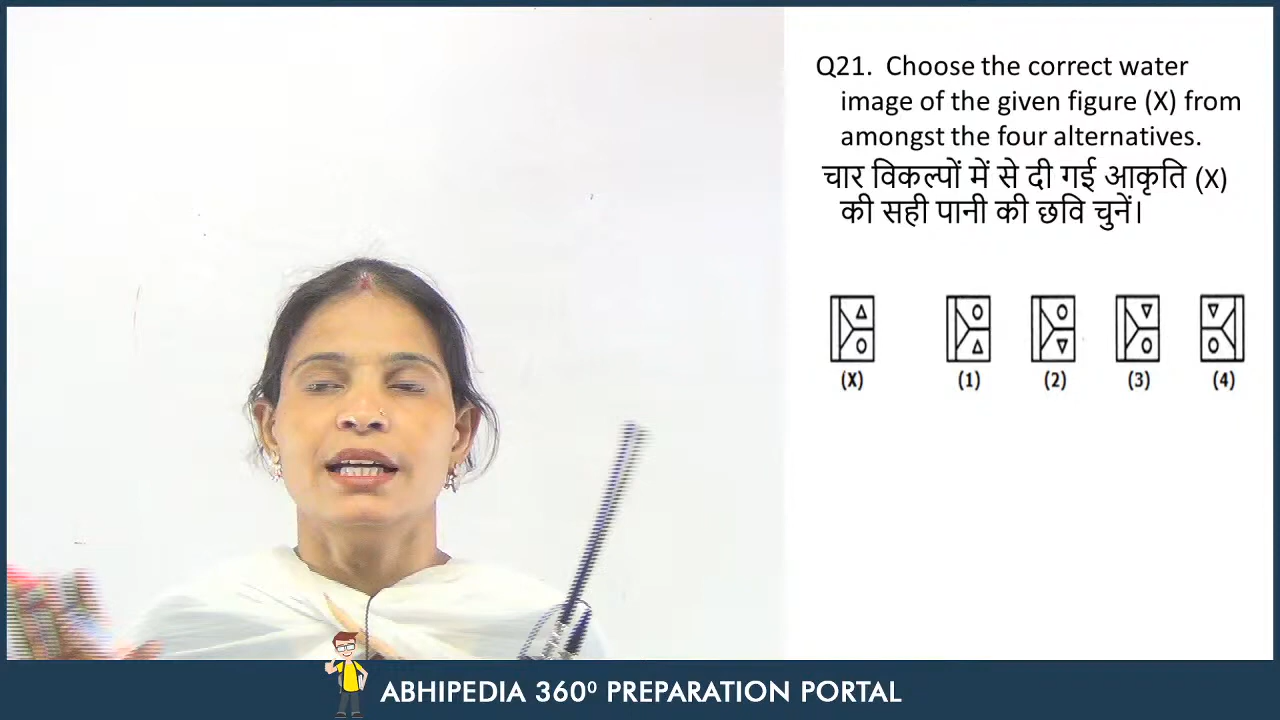 Q21. Choose the correct water
image of the given figure (X) from
amongst the four alternatives.
चार विकल्पों में से दी गई आकृति (X)
की सही पानी की छवि चुनें।
(X) (1) (2) (3) (4)
ABHIPEDIA 360⁰ PREPARATION PORTAL